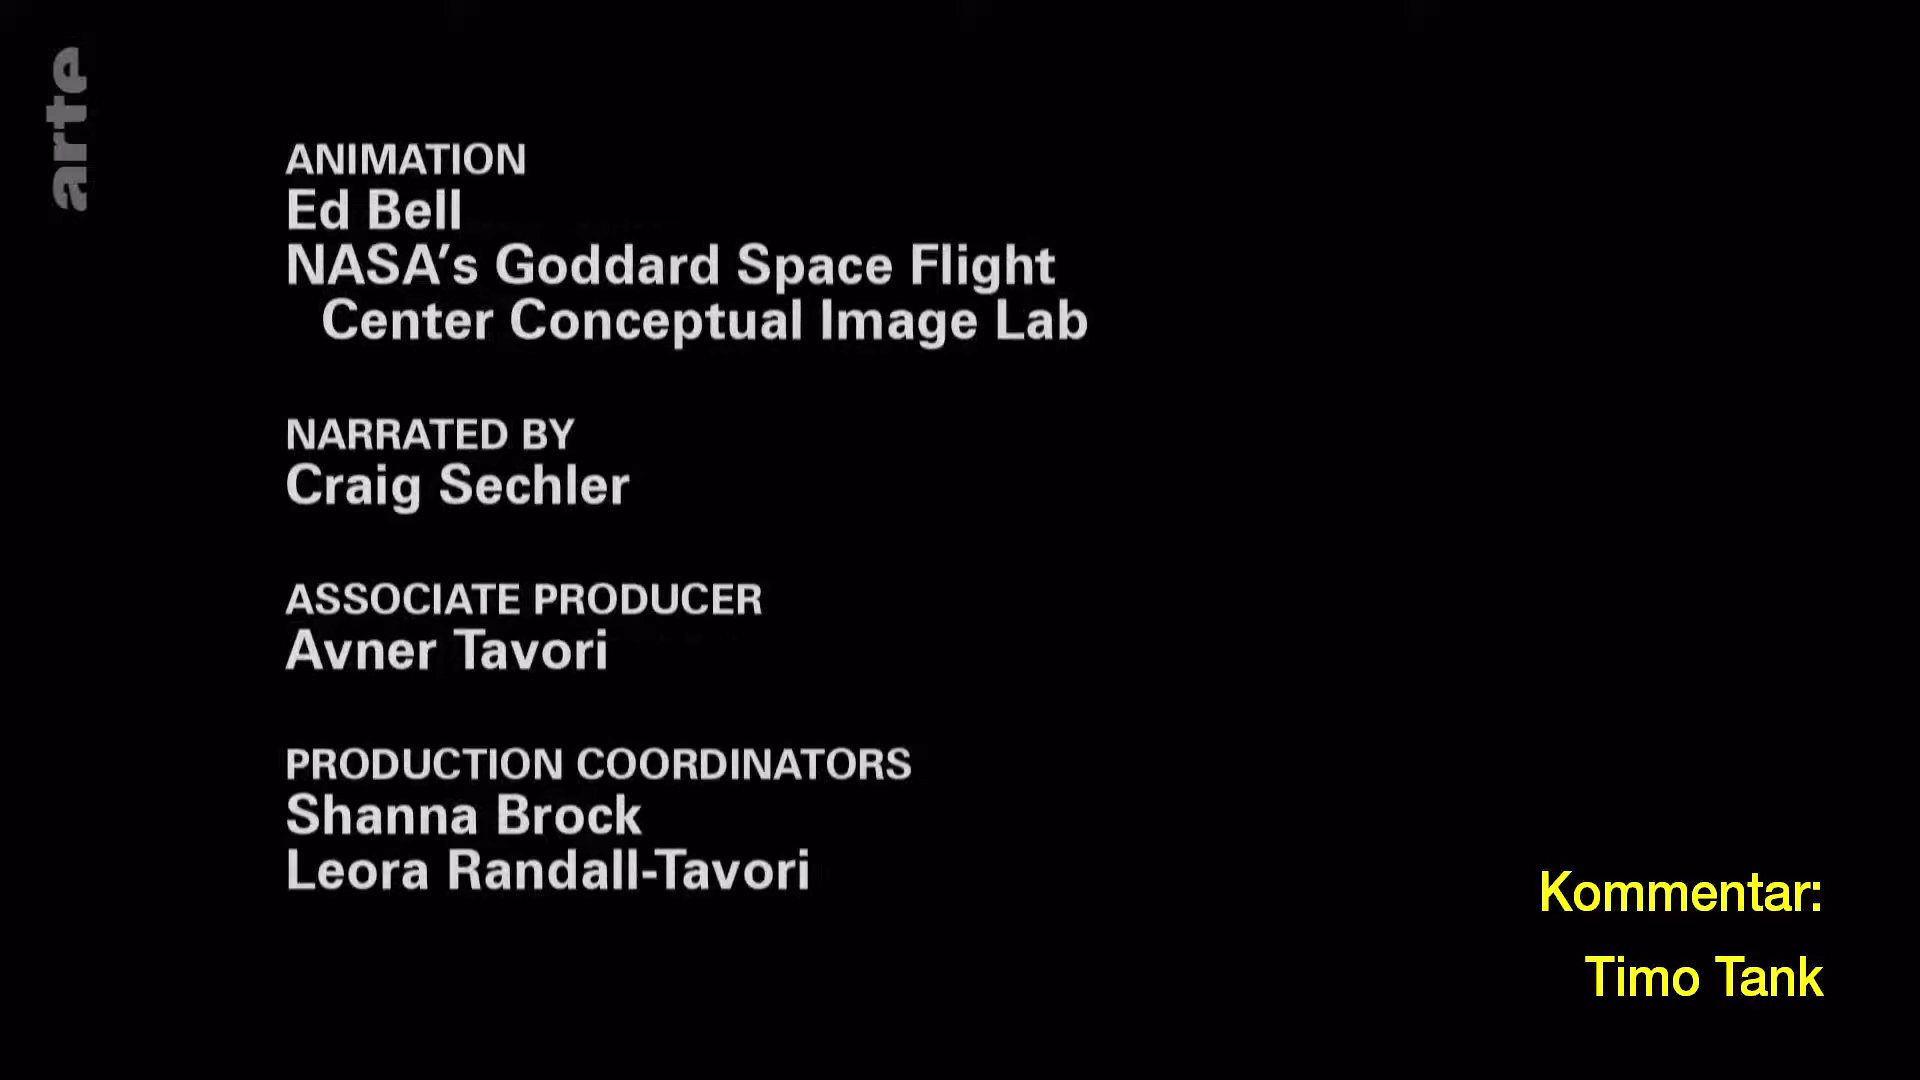 arte
ANIMATION
Ed Bell
NASA’s Goddard Space Flight
Center Conceptual Image Lab
NARRATED BY
Craig Sechler
ASSOCIATE PRODUCER
Avner Tavori
PRODUCTION COORDINATORS
Shanna Brock
Leora Randall-Tavori
Kommentar:
Timo Tank